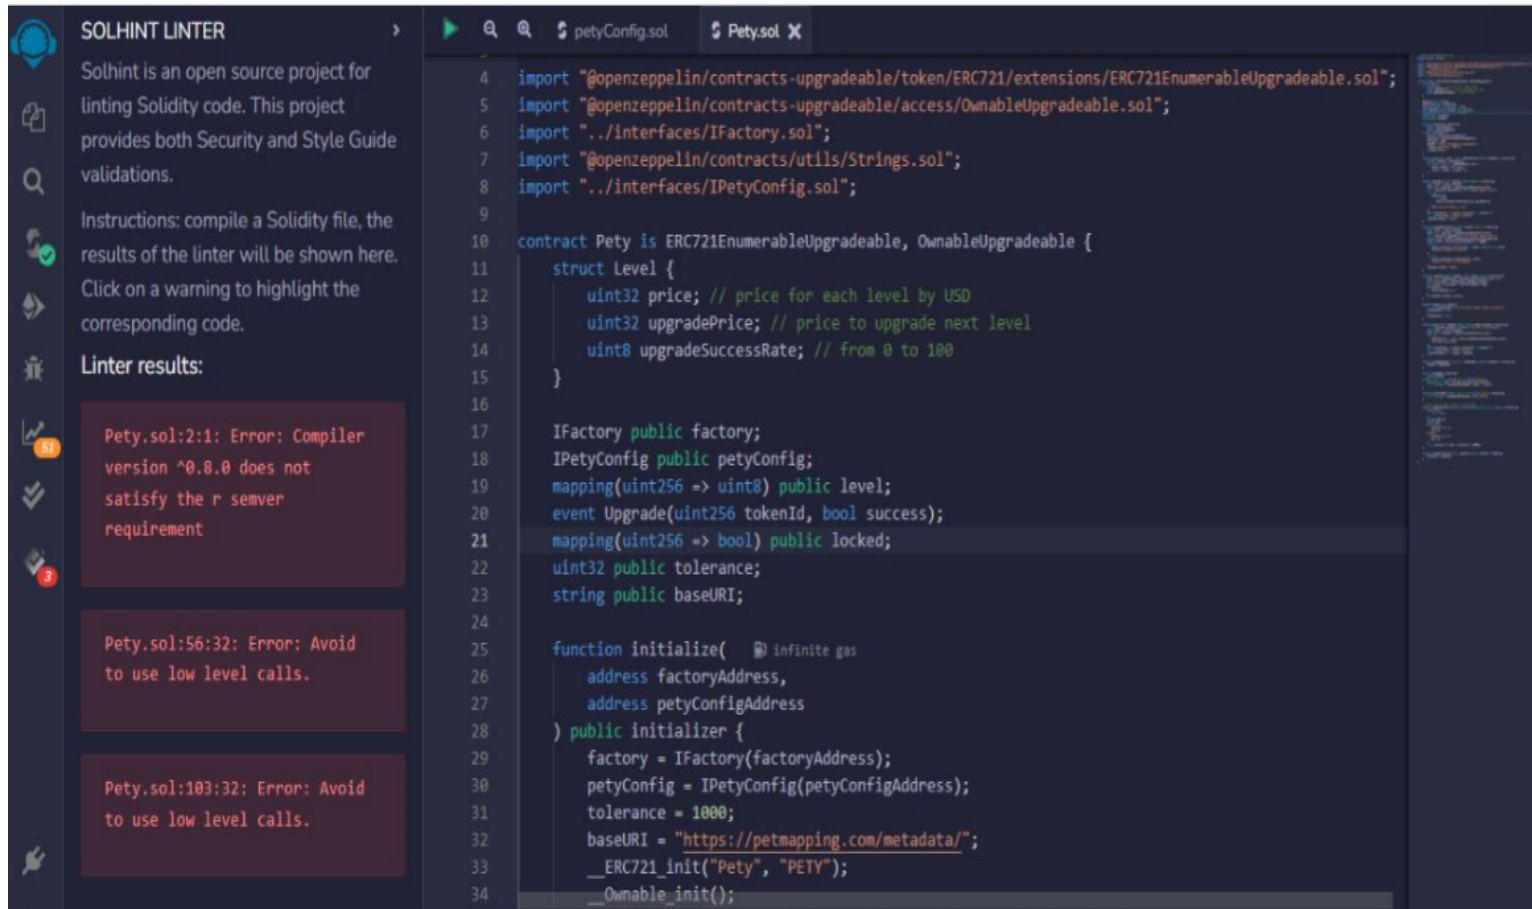 SOLHINT LINTER
Solhint is an open source project for
linting Solidity code. This project
provides both Security and Style Guide
validations.
Instructions: compile a Solidity file, the
results of the linter will be shown here.
Click on a warning to highlight the
corresponding code.
Linter results:
Pety.sol:2:1: Error: Compiler
version ^0.8.0 does not
satisfy the r semver
requirement
Pety.sol:56:32: Error: Avoid
to use low level calls.
Pety.sol:103:32: Error: Avoid
to use low level calls.
51
3
petyConfig.sol
Pety.sol
4 import "@openzeppelin/contracts-upgradeable/token/ERC721/extensions/ERC721EnumerableUpgradeable.sol";
5 import "@openzeppelin/contracts-upgradeable/access/OwnableUpgradeable.sol";
6 import "../interfaces/IFactory.sol";
7 import "@openzeppelin/contracts/utils/Strings.sol";
8 import "../interfaces/IPetyConfig.sol";
9
10 contract Pety is ERC721EnumerableUpgradeable, OwnableUpgradeable {
11 struct Level {
12 uint32 price; // price for each level by USD
13 uint32 upgradePrice; // price to upgrade next level
14 uint8 upgradeSuccessRate; // from 0 to 100
15 }
16
17 IFactory public factory;
18 IPetyConfig public petyConfig;
19 mapping(uint256 => uint8) public level;
20 event Upgrade(uint256 tokenId, bool success);
21 mapping(uint256 => bool) public locked;
22 uint32 public tolerance;
23 string public baseURI;
24
25 function initialize( infinite gas
26 address factoryAddress,
27 address petyConfigAddress
28 ) public initializer {
29 factory = IFactory(factoryAddress);
30 petyConfig = IPetyConfig(petyConfigAddress);
31 tolerance = 1000;
32 baseURI = "https://petmapping.com/metadata/";
33 __ERC721_init("Pety", "PETY");
34 __Ownable_init();